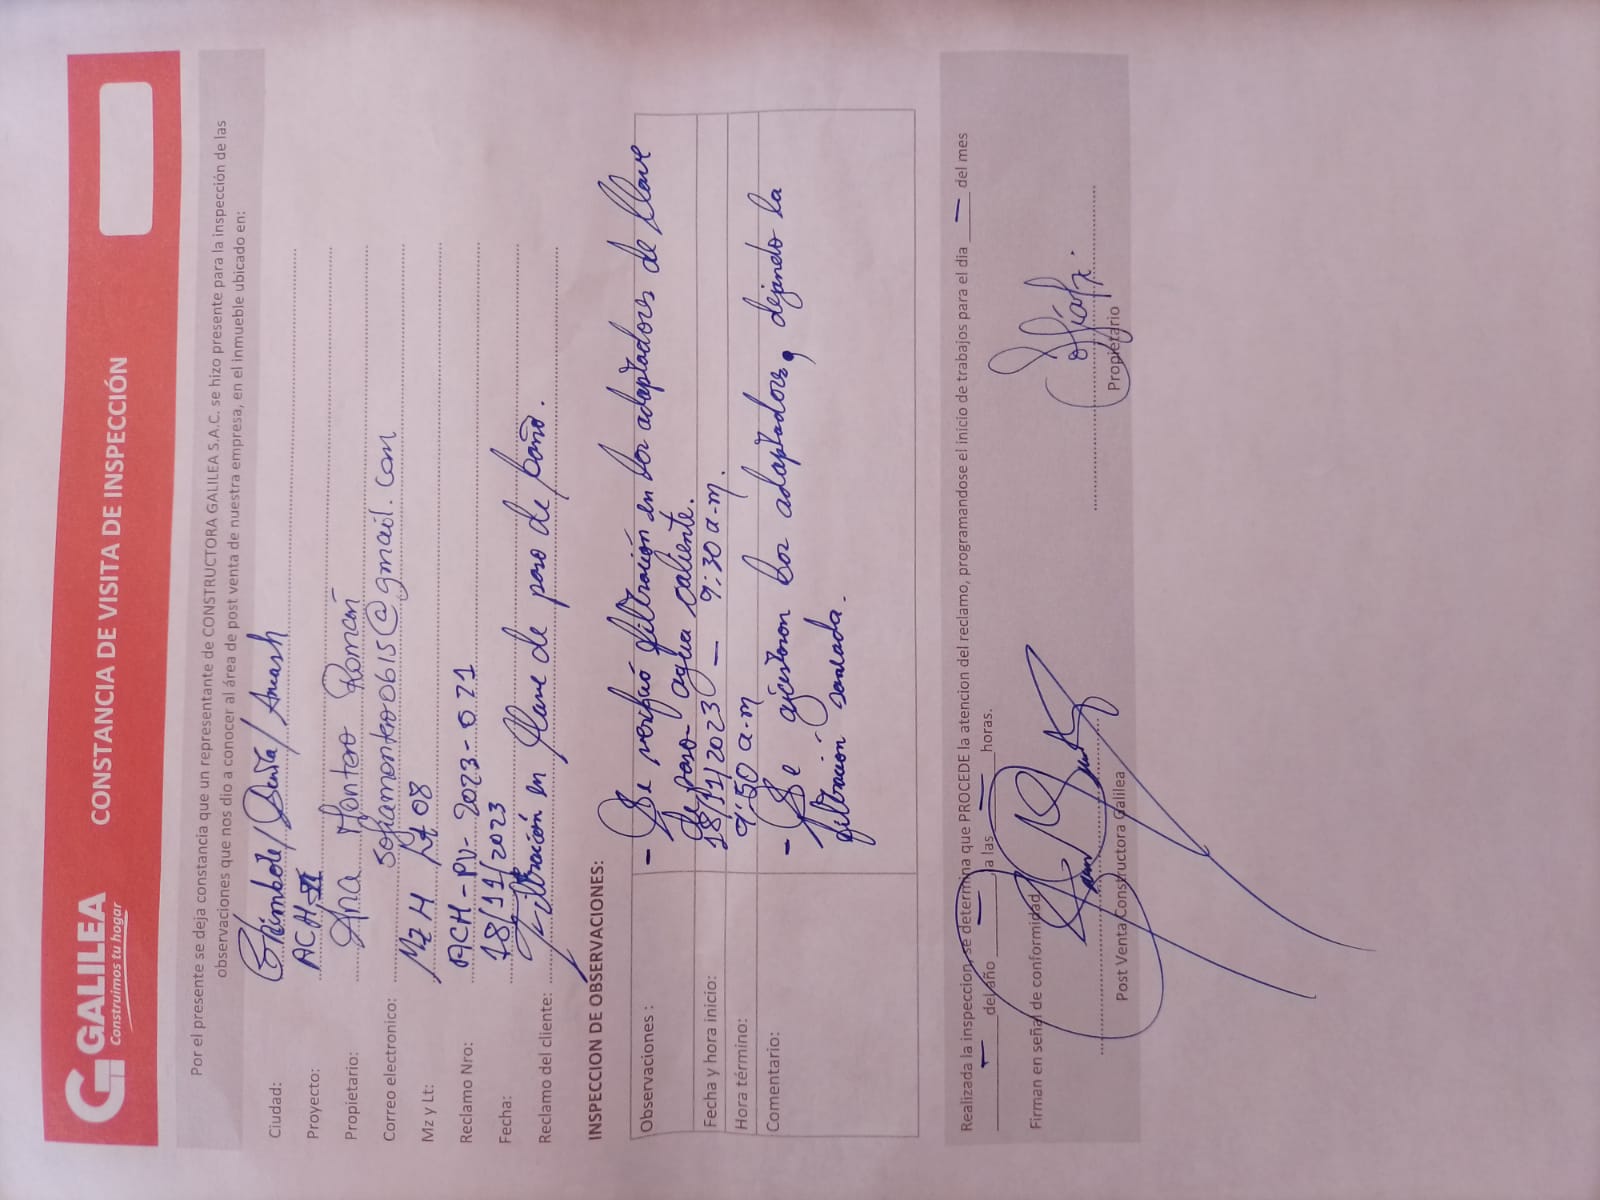 GALILEA
Construimos tu hogar
CONSTANCIA DE VISITA DE INSPECCIÓN
Por el presente se deja constancia que un representante de CONSTRUCTORA GALILEA S.A.C. se hizo presente para la inspección de las
observaciones que nos dio a conocer al área de post venta de nuestra empresa, en el inmueble ubicado en:
Ciudad: Chimbote/Santa/Ancash
Proyecto: ACH-VI
Propietario: Ana Montero Román
Correo electronico: sofiamontero0615@gmail.com
Mz y Lt: Mz H Lt 08
Reclamo Nro: ACH-PV-2023-071
Fecha: 18/11/2023
Reclamo del cliente: Filtración en llave de paso de baño.
INSPECCION DE OBSERVACIONES:
Observaciones : - Se verificó filtración en los adaptadores de llave
de paso - agua caliente.
Fecha y hora inicio: 18/11/2023 — 9:30 a.m.
Hora término: 9:50 a.m
Comentario: - Se ajustaron los adaptadores, dejando la
filtración sanada.
Realizada la inspeccion, se determina que PROCEDE la atencion del reclamo, programandose el inicio de trabajos para el dia — del mes
— del año — a las — horas.
Firman en señal de conformidad
Post Venta Constructora Galilea
Sofia
Propietario